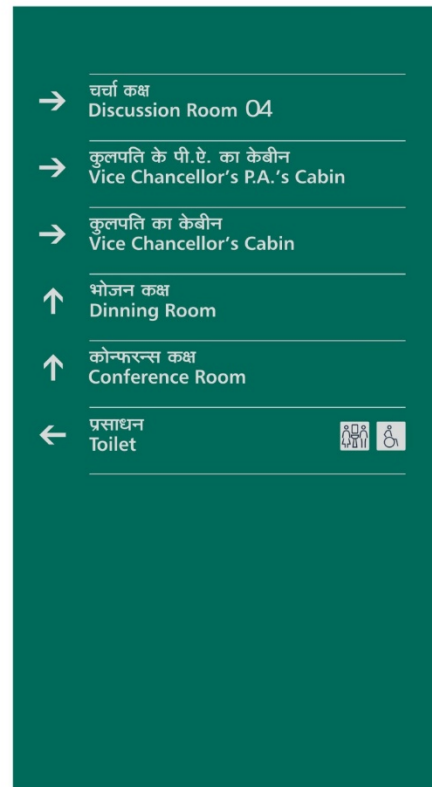 चर्चा कक्ष
Discussion Room 04
कुलपति के पी.ऐ. का केबीन
Vice Chancellor's P.A.'s Cabin
कुलपति का केबीन
Vice Chancellor's Cabin
भोजन कक्ष
Dinning Room
कोन्फरन्स कक्ष
Conference Room
प्रसाधन
Toilet